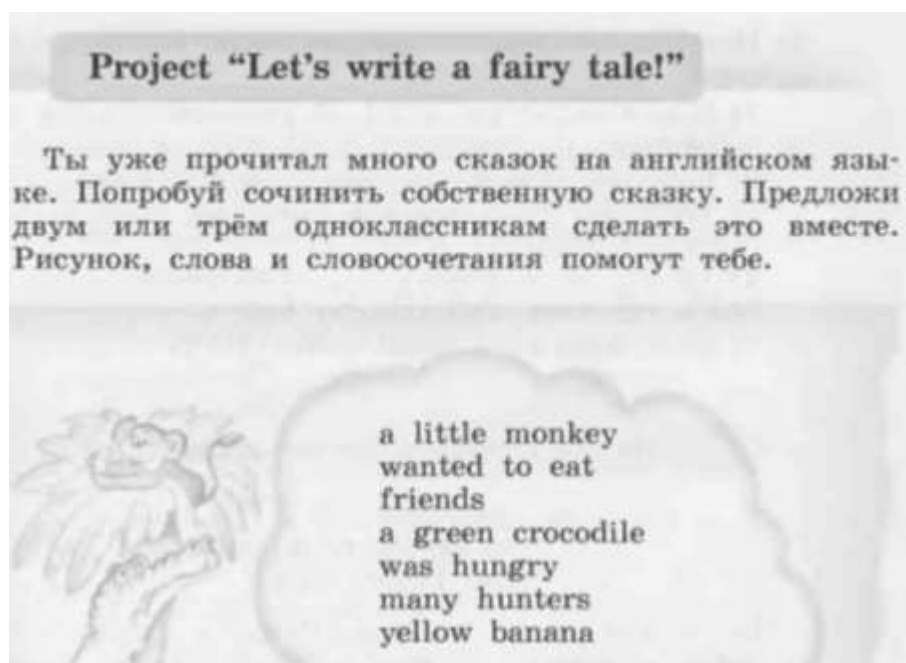 Project “Let's write a fairy tale!”
Ты уже прочитал много сказок на английском язы-
ке. Попробуй сочинить собственную сказку. Предложи
двум или трём одноклассникам сделать это вместе.
Рисунок, слова и словосочетания помогут тебе.
a little monkey
wanted to eat
friends
a green crocodile
was hungry
many hunters
yellow banana